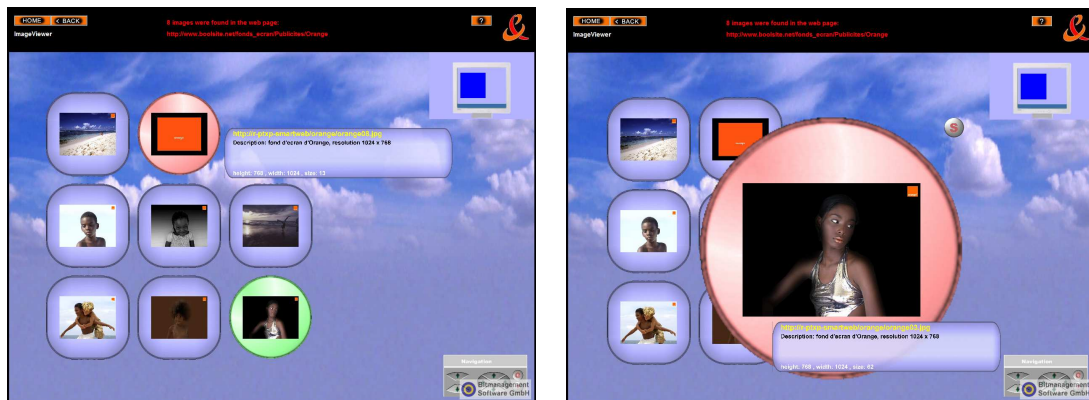 HOME < BACK
8 images were found in the web page:
?
ImageViewer
http://www.boolsite.net/fonds_ecran/Publicites/Orange
http://r-ptxp-smartweb/orange/orange06.jpg
Description: fond d'ecran d'Orange, resolution 1024 x 768
height: 768 , width: 1024 , size: 13
Navigation
Bitmanagement
Software GmbH
HOME < BACK
8 images were found in the web page:
?
ImageViewer
http://www.boolsite.net/fonds_ecran/Publicites/Orange
S
http://r-ptxp-smartweb/orange/orange03.jpg
Description: fond d'ecran d'Orange, resolution 1024 x 768
height: 768 , width: 1024 , size: 62
Navigation
Bitmanagement
Software GmbH